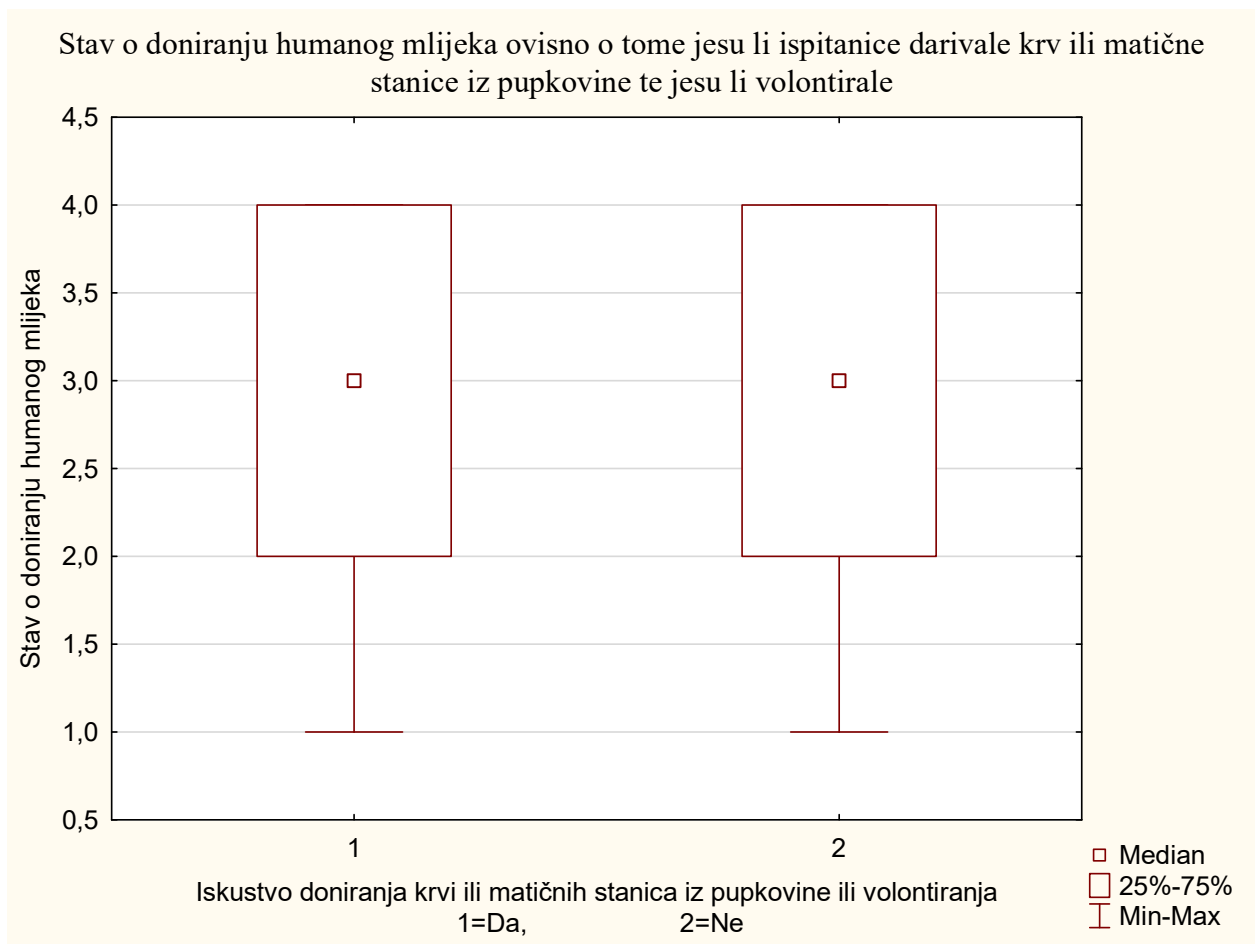 Stav o doniranju humanog mlijeka ovisno o tome jesu li ispitanice darivale krv ili matične
stanice iz pupkovine te jesu li volontirale
Stav o doniranju humanog mlijeka
4,5
4,0
3,5
3,0
2,5
2,0
1,5
1,0
0,5
1 2
Iskustvo doniranja krvi ili matičnih stanica iz pupkovine ili volontiranja
1=Da, 2=Ne
Median
25%-75%
Min-Max